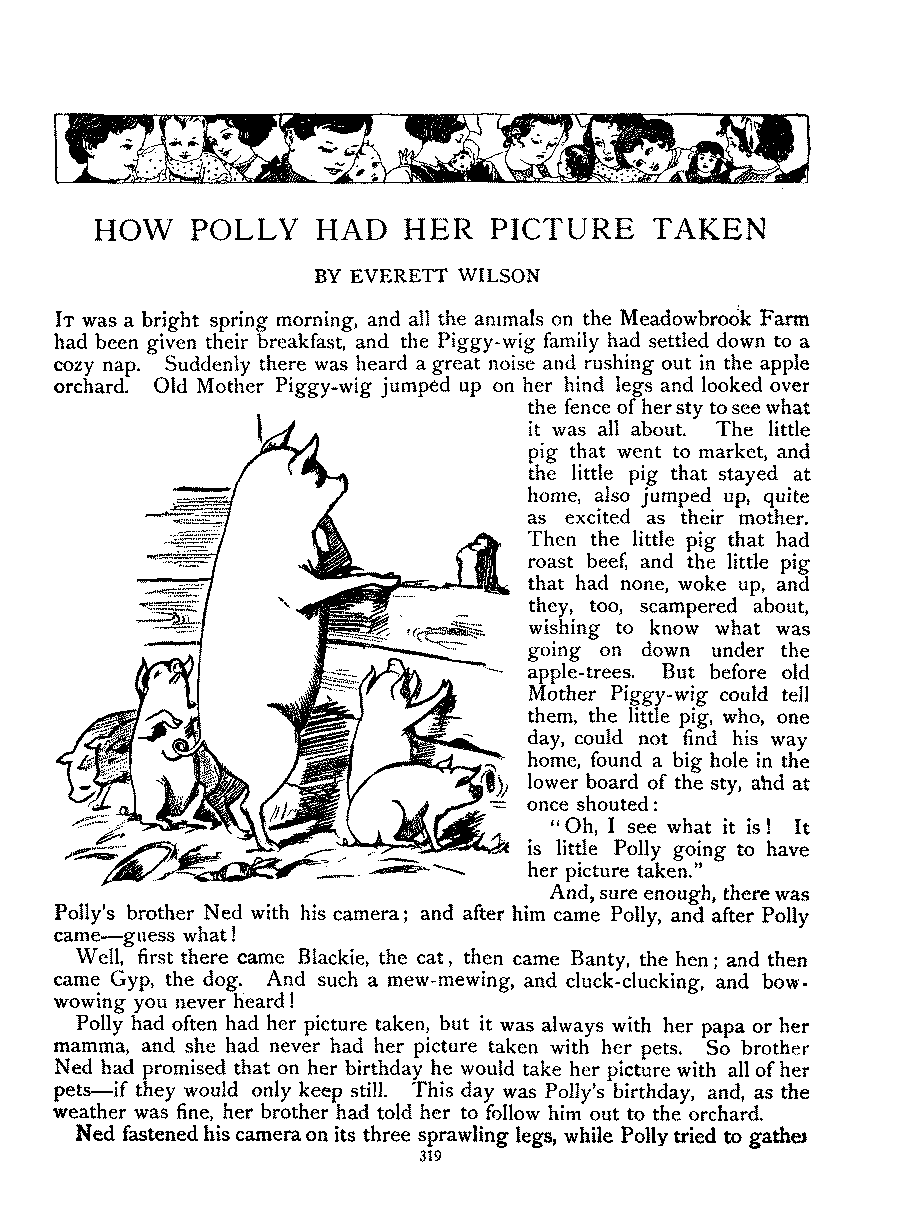 HOW POLLY HAD HER PICTURE TAKEN
BY EVERETT WILSON
IT was a bright spring morning, and all the animals on the Meadowbrook Farm
had been given their breakfast, and the Piggy-wig family had settled down to a
cozy nap. Suddenly there was heard a great noise and rushing out in the apple
orchard. Old Mother Piggy-wig jumped up on her hind legs and looked over
the fence of her sty to see what
it was all about. The little
pig that went to market, and
the little pig that stayed at
home, also jumped up, quite
as excited as their mother.
Then the little pig that had
roast beef, and the little pig
that had none, woke up, and
they, too, scampered about,
wishing to know what was
going on down under the
apple-trees. But before old
Mother Piggy-wig could tell
them, the little pig, who, one
day, could not find his way
home, found a big hole in the
lower board of the sty, and at
once shouted:
"Oh, I see what it is! It
is little Polly going to have
her picture taken."
And, sure enough, there was
Polly's brother Ned with his camera; and after him came Polly, and after Polly
came—guess what!
Well, first there came Blackie, the cat, then came Banty, the hen; and then
came Gyp, the dog. And such a mew-mewing, and cluck-clucking, and bow-
wowing you never heard!
Polly had often had her picture taken, but it was always with her papa or her
mamma, and she had never had her picture taken with her pets. So brother
Ned had promised that on her birthday he would take her picture with all of her
pets—if they would only keep still. This day was Polly's birthday, and, as the
weather was fine, her brother had told her to follow him out to the orchard.
Ned fastened his camera on its three sprawling legs, while Polly tried to gather
319